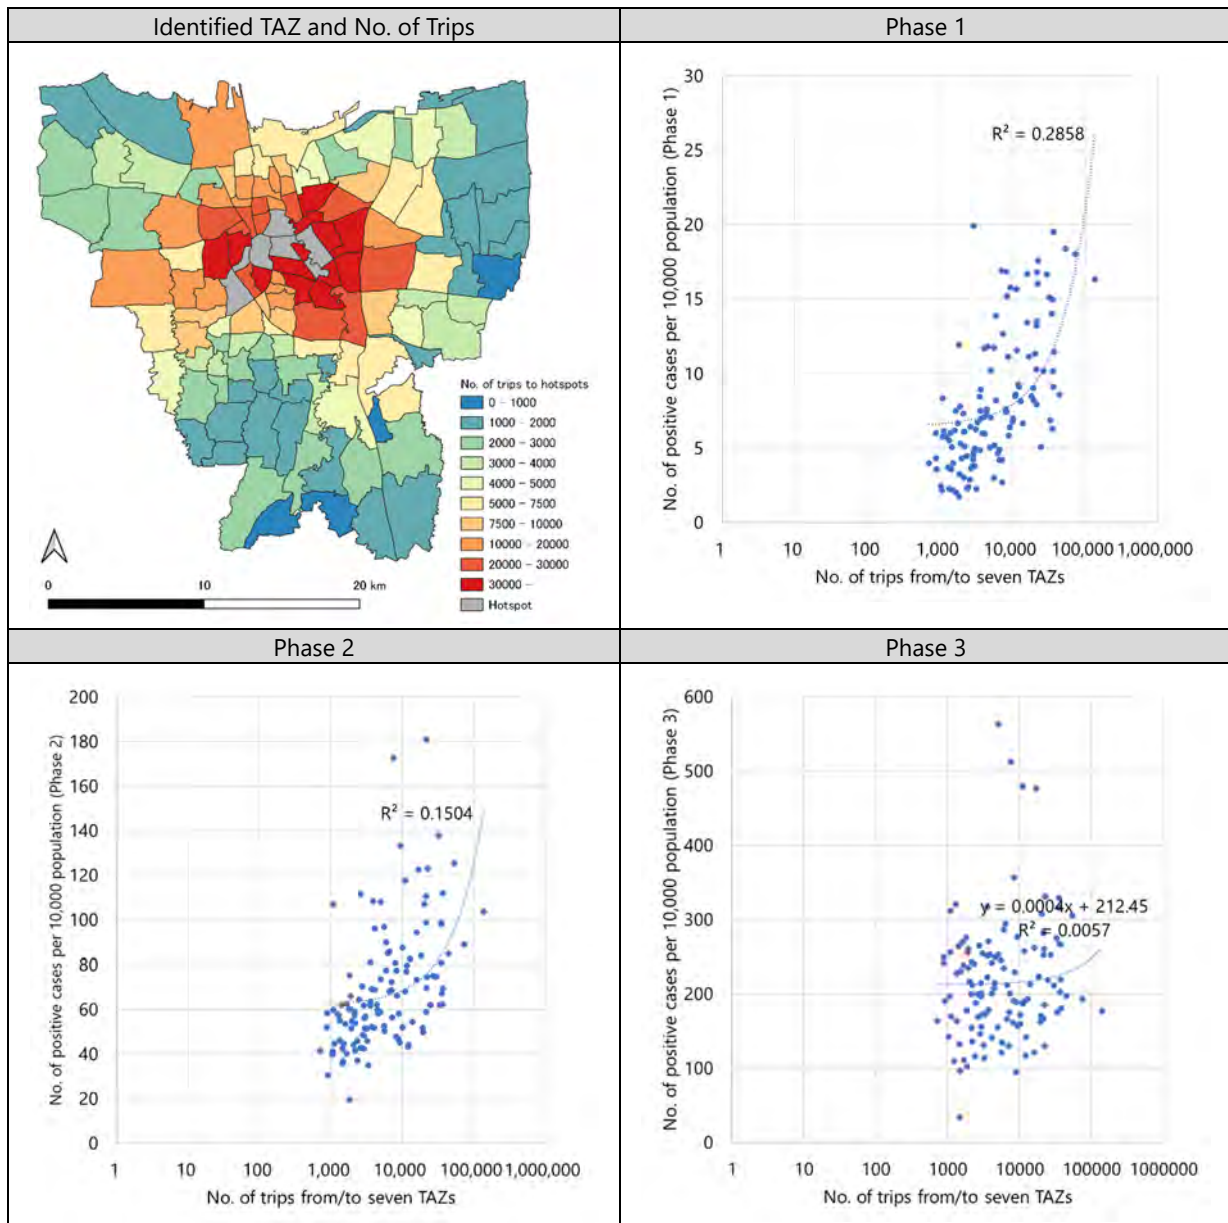 Identified TAZ and No. of Trips
No. of trips to hotspots
0 - 1000
1000 - 2000
2000 - 3000
3000 - 4000
4000 - 5000
5000 - 7500
7500 - 10000
10000 - 20000
20000 - 30000
30000 -
Hotspot
0
10
20 km
Phase 1
No. of positive cases per 10,000 population (Phase 1)
30
25
20
15
10
5
0
R² = 0.2858
1
10
100
1,000
10,000
100,000
1,000,000
No. of trips from/to seven TAZs
Phase 2
No. of positive cases per 10,000 population (Phase 2)
200
180
160
140
120
100
80
60
40
20
0
R² = 0.1504
1
10
100
1,000
10,000
100,000
1,000,000
No. of trips from/to seven TAZs
Phase 3
No. of positive cases per 10,000 population (Phase 3)
600
500
400
300
200
100
0
y = 0.0004x + 212.45
R² = 0.0057
1
10
100
1000
10000
100000
1000000
No. of trips from/to seven TAZs